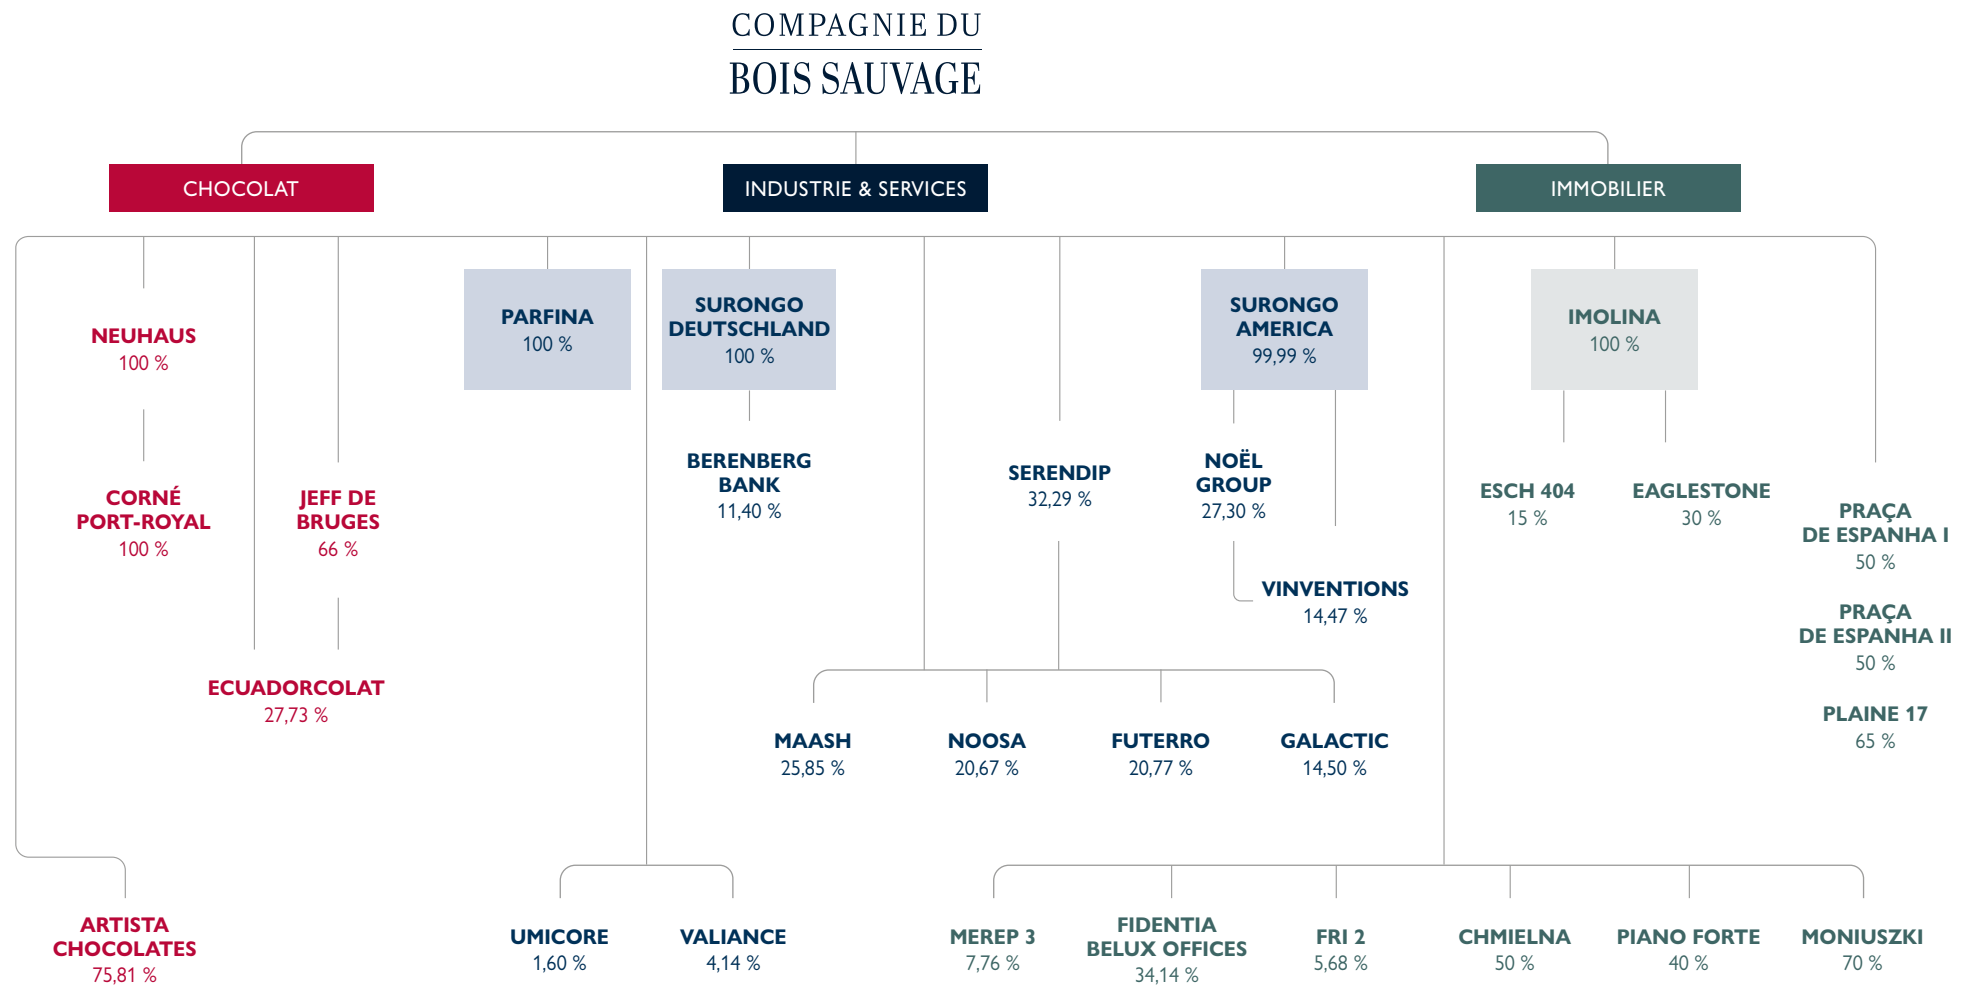 COMPAGNIE DU
BOIS SAUVAGE
CHOCOLAT
INDUSTRIE & SERVICES
IMMOBILIER
NEUHAUS
100 %
CORNÉ
PORT-ROYAL
100 %
JEFF DE
BRUGES
66 %
ECUADORCOLAT
27,73 %
ARTISTA
CHOCOLATES
75,81 %
PARFINA
100 %
SURONGO
DEUTSCHLAND
100 %
BERENBERG
BANK
11,40 %
SERENDIP
32,29 %
SURONGO
AMERICA
99,99 %
NOËL
GROUP
27,30 %
VINVENTIONS
14,47 %
MAASH
25,85 %
NOOSA
20,67 %
FUTERRO
20,77 %
GALACTIC
14,50 %
UMICORE
1,60 %
VALIANCE
4,14 %
IMOLINA
100 %
ESCH 404
15 %
EAGLESTONE
30 %
PRAÇA
DE ESPANHA I
50 %
PRAÇA
DE ESPANHA II
50 %
PLAINE 17
65 %
MEREP 3
7,76 %
FIDENTIA
BELUX OFFICES
34,14 %
FRI 2
5,68 %
CHMIELNA
50 %
PIANO FORTE
40 %
MONIUSZKI
70 %